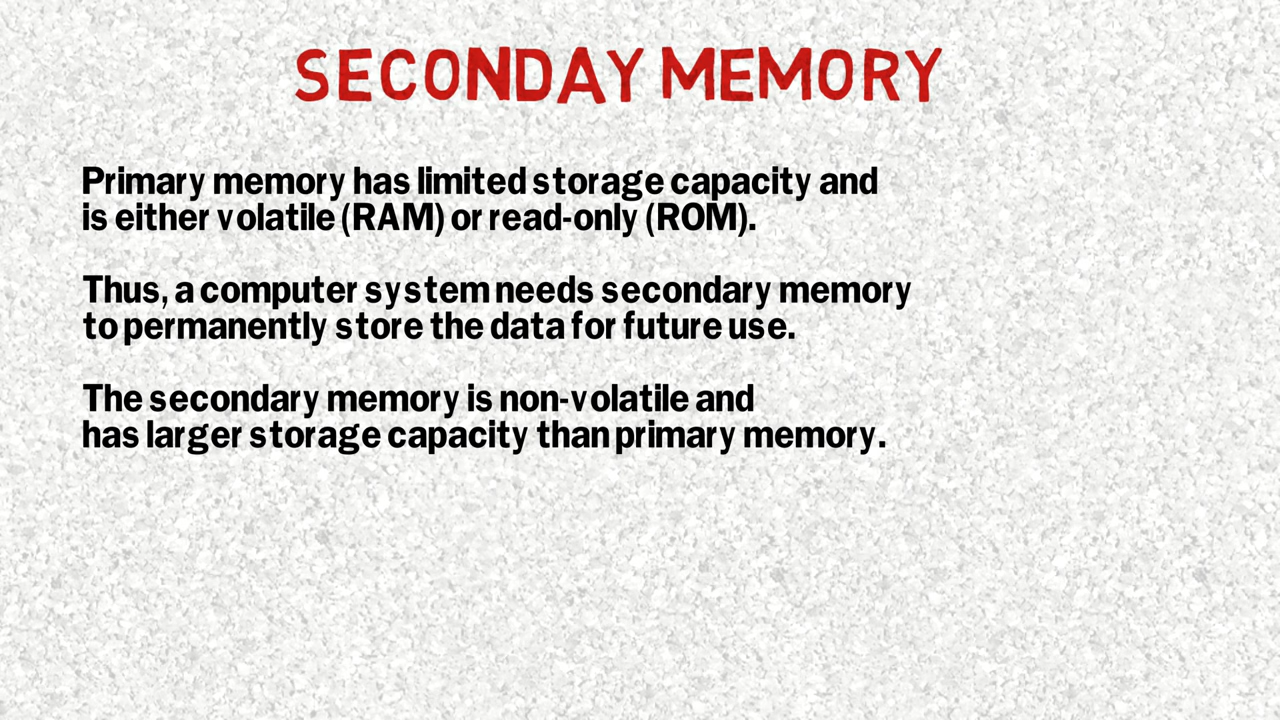 SECONDAY MEMORY
Primary memory has limited storage capacity and
is either volatile (RAM) or read-only (ROM).
Thus, a computer system needs secondary memory
to permanently store the data for future use.
The secondary memory is non-volatile and
has larger storage capacity than primary memory.